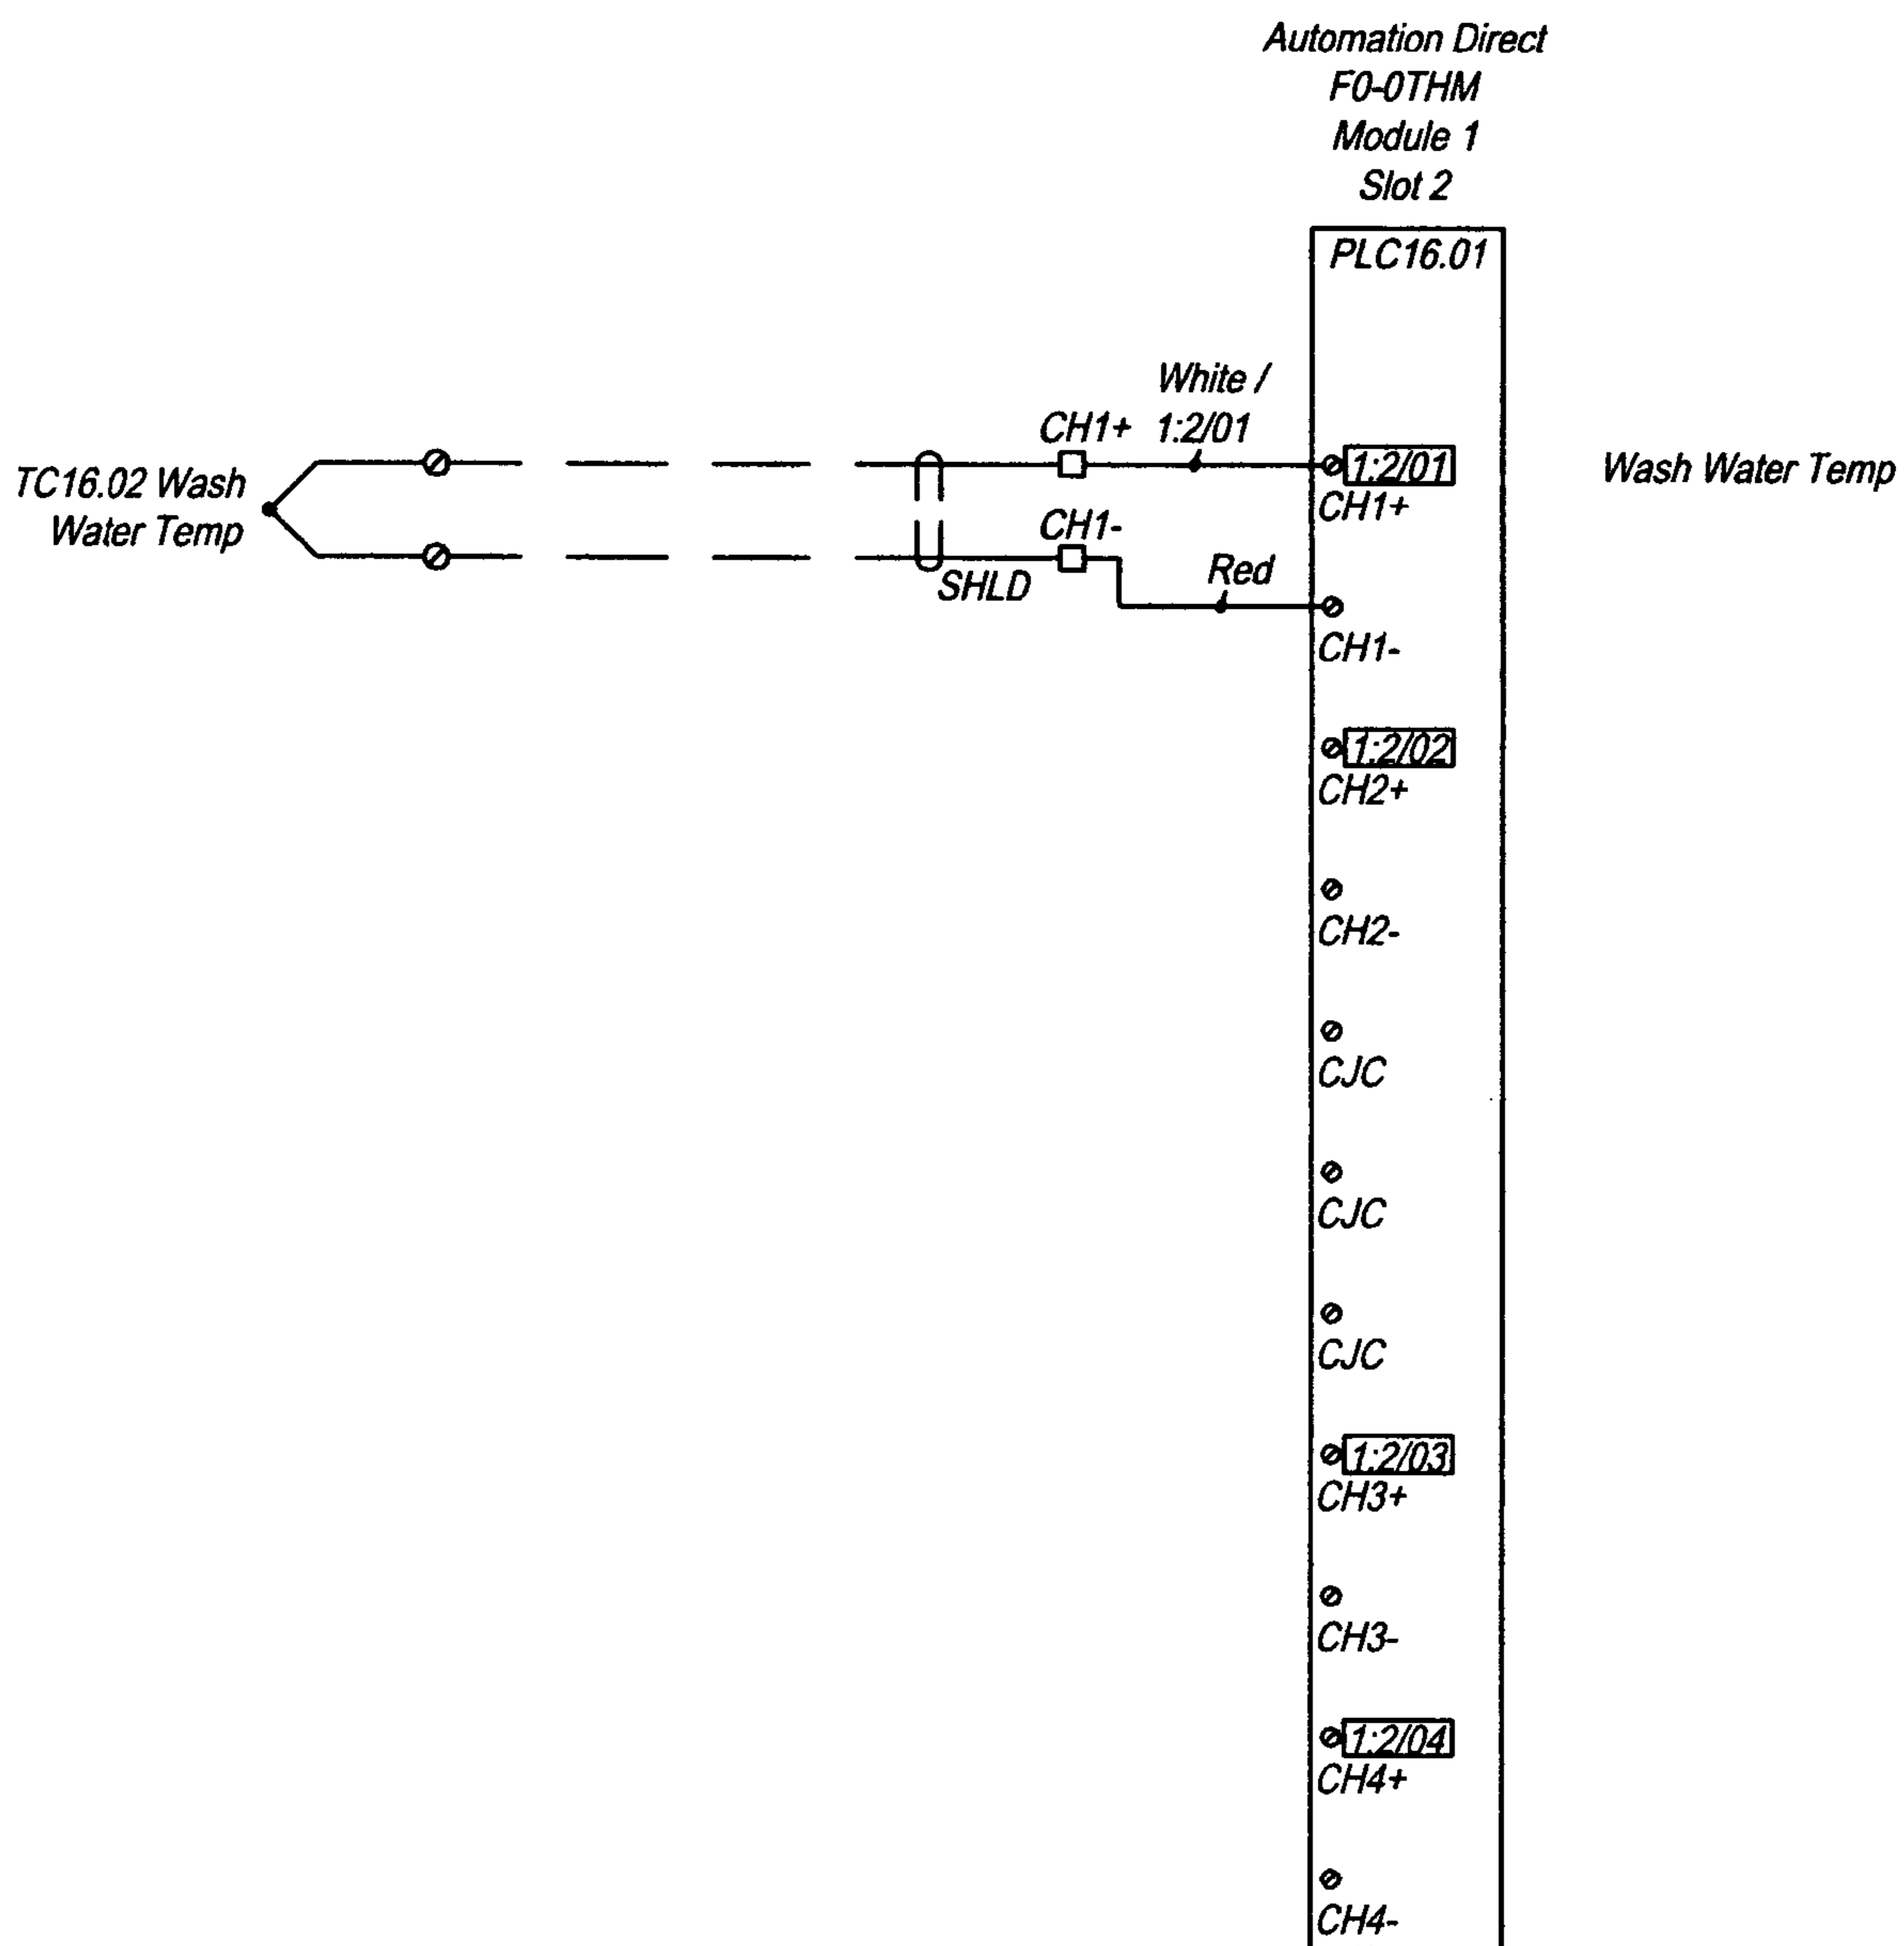 Automation Direct
F0-0THM
Module 1
Slot 2
PLC16.01
White /
CH1+ 1:2/01
TC16.02 Wash
Water Temp
1:2/01
CH1+
Wash Water Temp
CH1-
SHLD
Red
CH1-
1:2/02
CH2+
CH2-
CJC
CJC
CJC
1:2/03
CH3+
CH3-
1:2/04
CH4+
CH4-